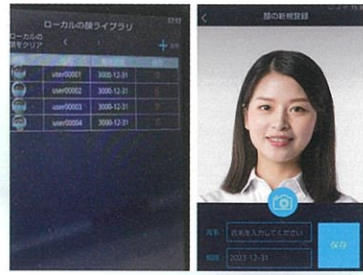 ローカルの顔ライブラリ
ローカルの
顔をクリア
user00001 3000-12-31
user00002 3000-12-31
user00003 3000-12-31
user00004 3000-12-31
顔の新規登録
氏名を入力してください
期限 2023-12-31
保存